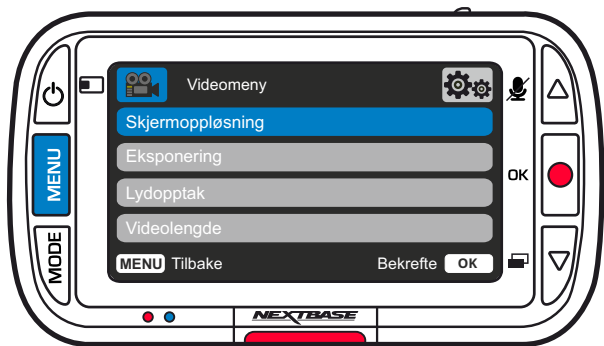 Videomeny
Skjermoppløsning
Eksponering
Lydopptak
Videolengde
MENU Tilbake Bekrefte OK
MENU
MODE
OK
NEXTBASE